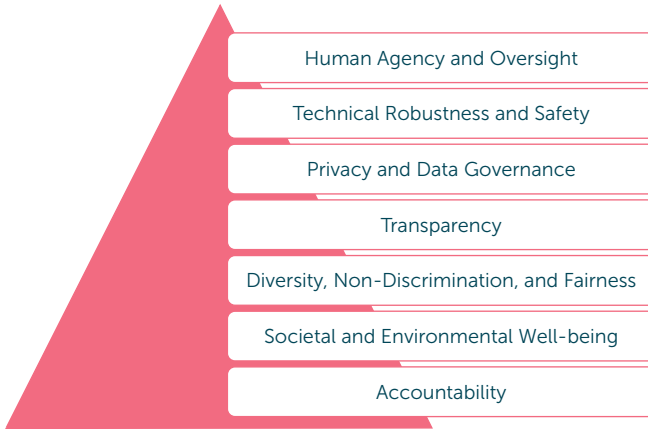 Human Agency and Oversight
Technical Robustness and Safety
Privacy and Data Governance
Transparency
Diversity, Non-Discrimination, and Fairness
Societal and Environmental Well-being
Accountability